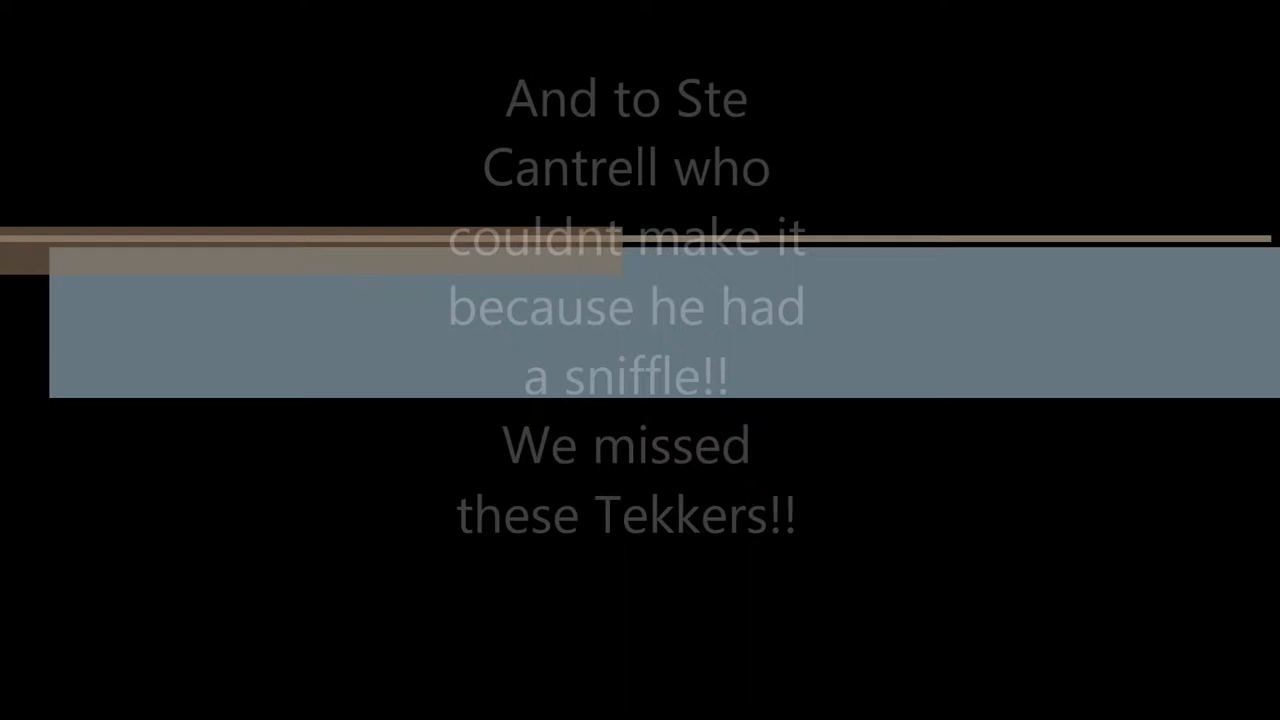 And to Ste
Cantrell who
couldnt make it
because he had
a sniffle!!
We missed
these Tekkers!!